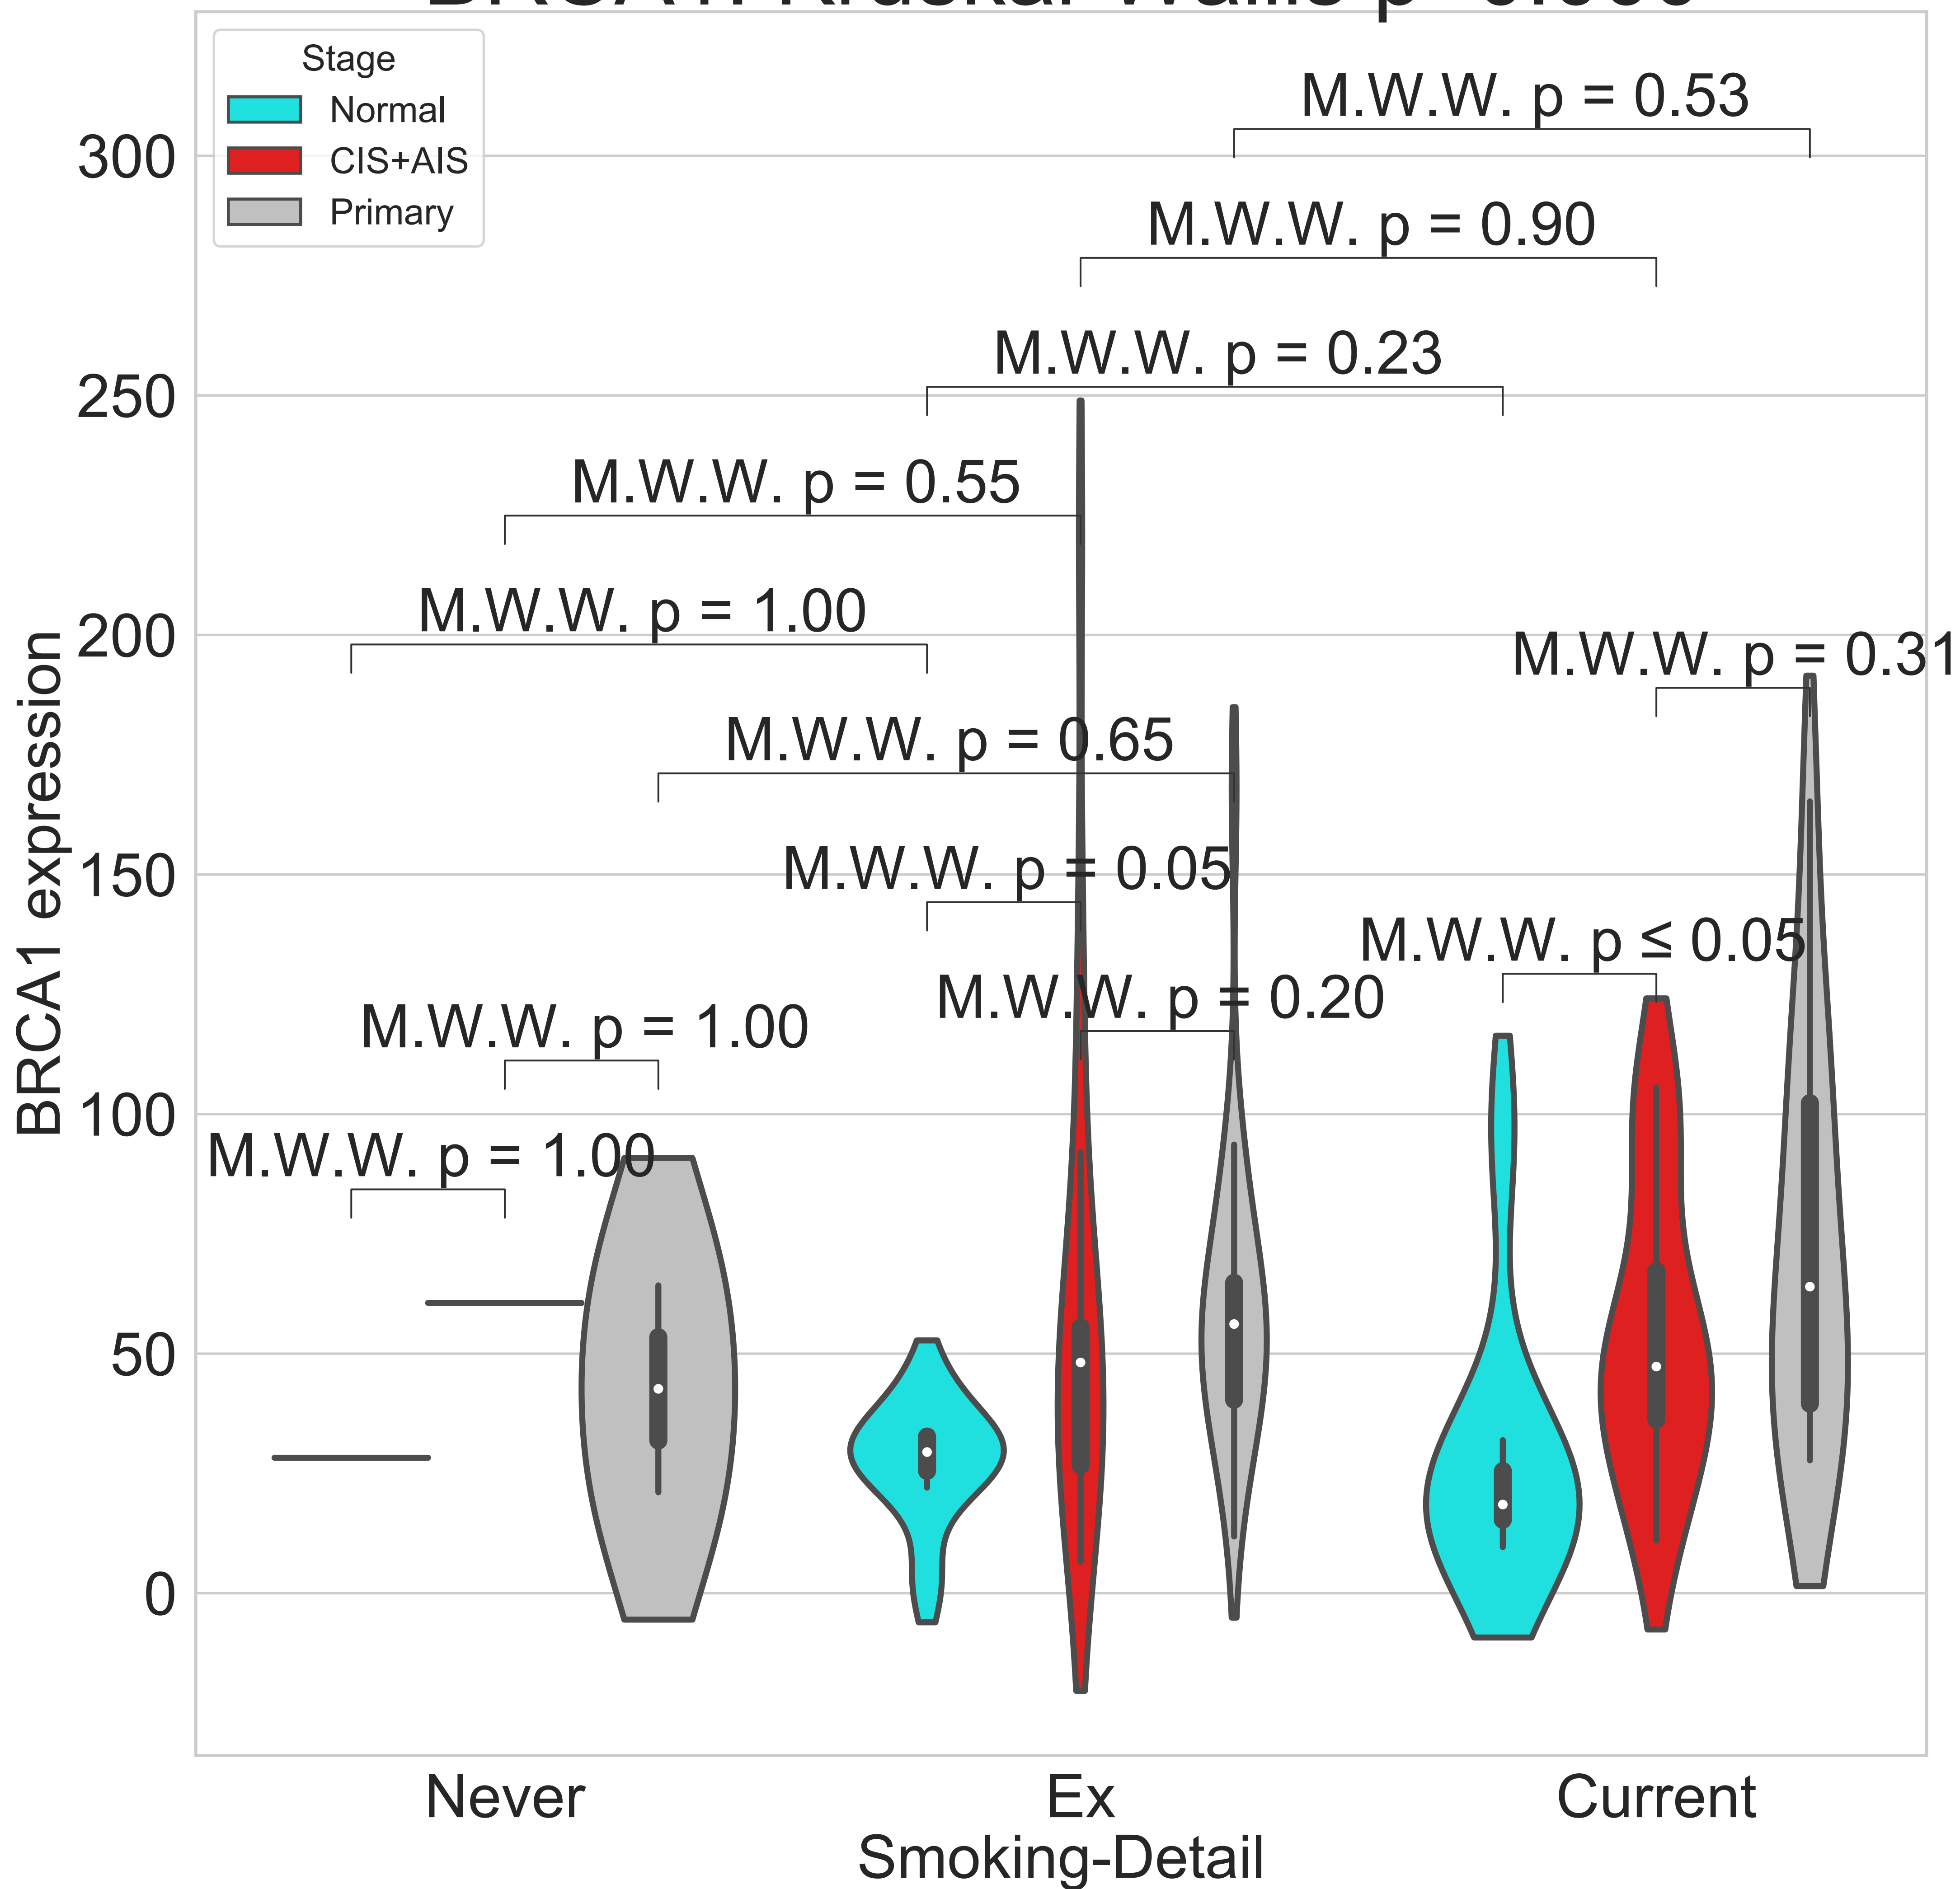 Stage
Normal
CIS+AIS
Primary
M.W.W. p = 0.53
M.W.W. p = 0.90
M.W.W. p = 0.23
M.W.W. p = 0.55
M.W.W. p = 1.00
M.W.W. p = 0.31
M.W.W. p = 0.65
M.W.W. p = 0.05
M.W.W. p ≤ 0.05
M.W.W. p = 0.20
M.W.W. p = 1.00
M.W.W. p = 1.00
300
250
200
150
100
50
0
BRCA1 expression
Never
Ex
Current
Smoking-Detail